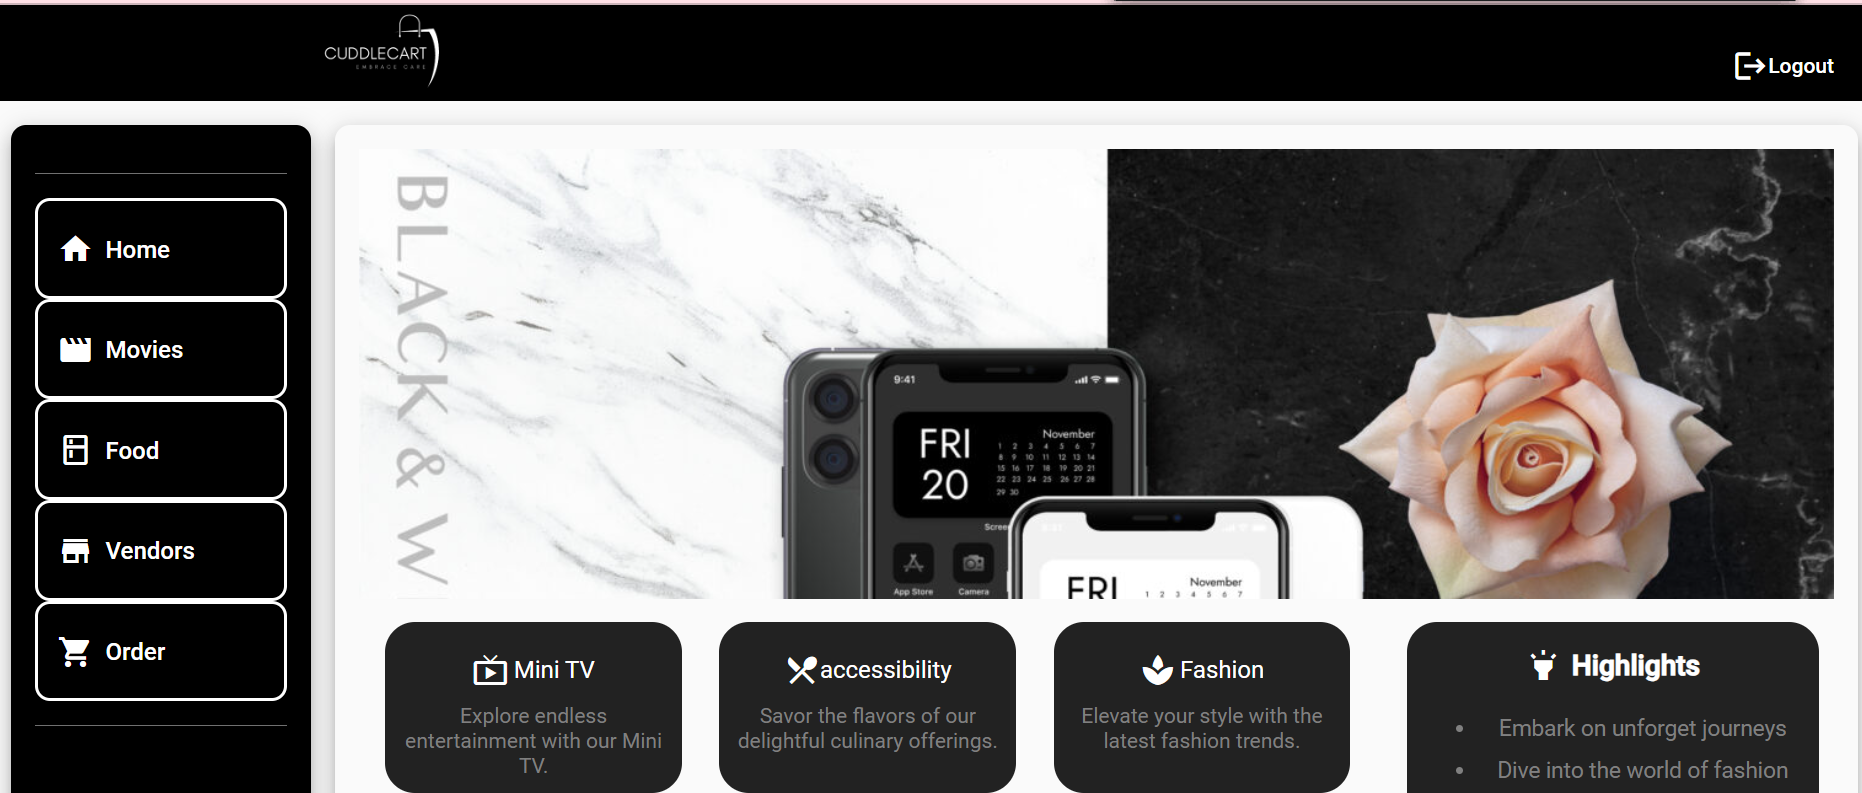 CUDDLECART
EMBRACE CARE
Logout
Home
Movies
Food
Vendors
Order
BLACK & W
9:41
FRI
20
November
1 2 3 4 5 6 7
8 9 10 11 12 13 14
15 16 17 18 19 20 21
22 23 24 25 26 27 28
29 30
Screen
App Store
Camera
FRI
November
1 2 3 4 5 6 7
Mini TV
Explore endless
entertainment with our Mini
TV.
accessibility
Savor the flavors of our
delightful culinary offerings.
Fashion
Elevate your style with the
latest fashion trends.
Highlights
Embark on unforget journeys
Dive into the world of fashion